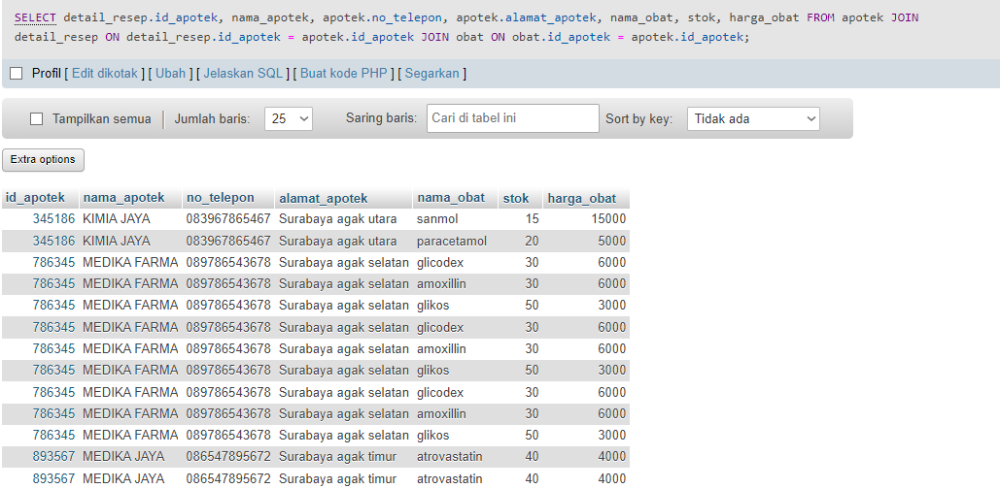 SELECT detail_resep.id_apotek, nama_apotek, apotek.no_telepon, apotek.alamat_apotek, nama_obat, stok, harga_obat FROM apotek JOIN
detail_resep ON detail_resep.id_apotek = apotek.id_apotek JOIN obat ON obat.id_apotek = apotek.id_apotek;
Profil [ Edit dikotak ] [ Ubah ] [ Jelaskan SQL ] [ Buat kode PHP ] [ Segarkan ]
Tampilkan semua Jumlah baris: 25 Saring baris: Cari di tabel ini Sort by key: Tidak ada
Extra options
id_apotek nama_apotek no_telepon alamat_apotek nama_obat stok harga_obat
345186 KIMIA JAYA 083967865467 Surabaya agak utara sanmol 15 15000
345186 KIMIA JAYA 083967865467 Surabaya agak utara paracetamol 20 5000
786345 MEDIKA FARMA 089786543678 Surabaya agak selatan glicodex 30 6000
786345 MEDIKA FARMA 089786543678 Surabaya agak selatan amoxillin 30 6000
786345 MEDIKA FARMA 089786543678 Surabaya agak selatan glikos 50 3000
786345 MEDIKA FARMA 089786543678 Surabaya agak selatan glicodex 30 6000
786345 MEDIKA FARMA 089786543678 Surabaya agak selatan amoxillin 30 6000
786345 MEDIKA FARMA 089786543678 Surabaya agak selatan glikos 50 3000
786345 MEDIKA FARMA 089786543678 Surabaya agak selatan glicodex 30 6000
786345 MEDIKA FARMA 089786543678 Surabaya agak selatan amoxillin 30 6000
786345 MEDIKA FARMA 089786543678 Surabaya agak selatan glikos 50 3000
893567 MEDIKA JAYA 086547895672 Surabaya agak timur atrovastatin 40 4000
893567 MEDIKA JAYA 086547895672 Surabaya agak timur atrovastatin 40 4000